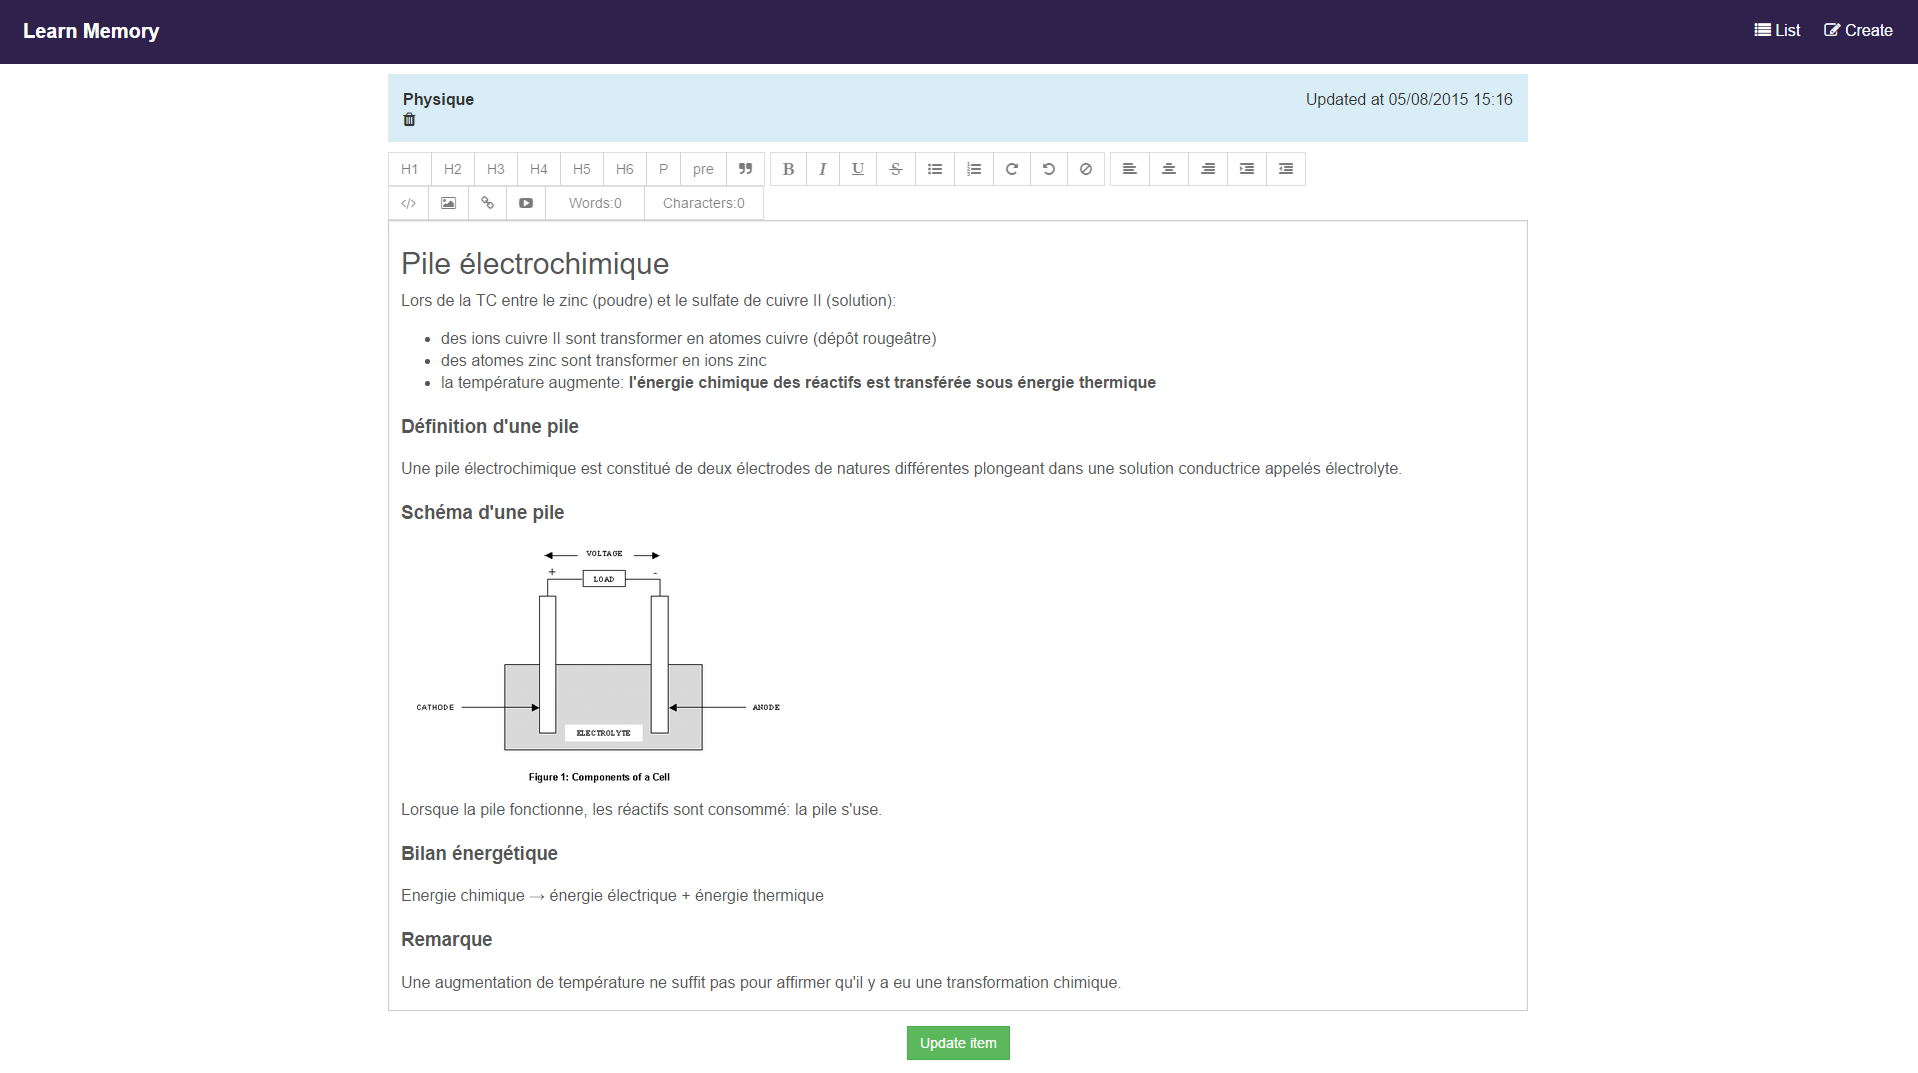 Learn Memory
List
Create
Physique
Updated at 05/08/2015 15:16
H1 H2 H3 H4 H5 H6 P pre B I U S
</> Words:0 Characters:0
Pile électrochimique
Lors de la TC entre le zinc (poudre) et le sulfate de cuivre II (solution):
des ions cuivre II sont transformer en atomes cuivre (dépôt rougeâtre)
des atomes zinc sont transformer en ions zinc
la température augmente: l'énergie chimique des réactifs est transférée sous énergie thermique
Définition d'une pile
Une pile électrochimique est constitué de deux électrodes de natures différentes plongeant dans une solution conductrice appelés électrolyte.
Schéma d'une pile
VOLTAGE
+ LOAD -
CATHODE
ANODE
ELECTROLYTE
Figure 1: Components of a Cell
Lorsque la pile fonctionne, les réactifs sont consommé: la pile s'use.
Bilan énergétique
Energie chimique → énergie électrique + énergie thermique
Remarque
Une augmentation de température ne suffit pas pour affirmer qu'il y a eu une transformation chimique.
Update item